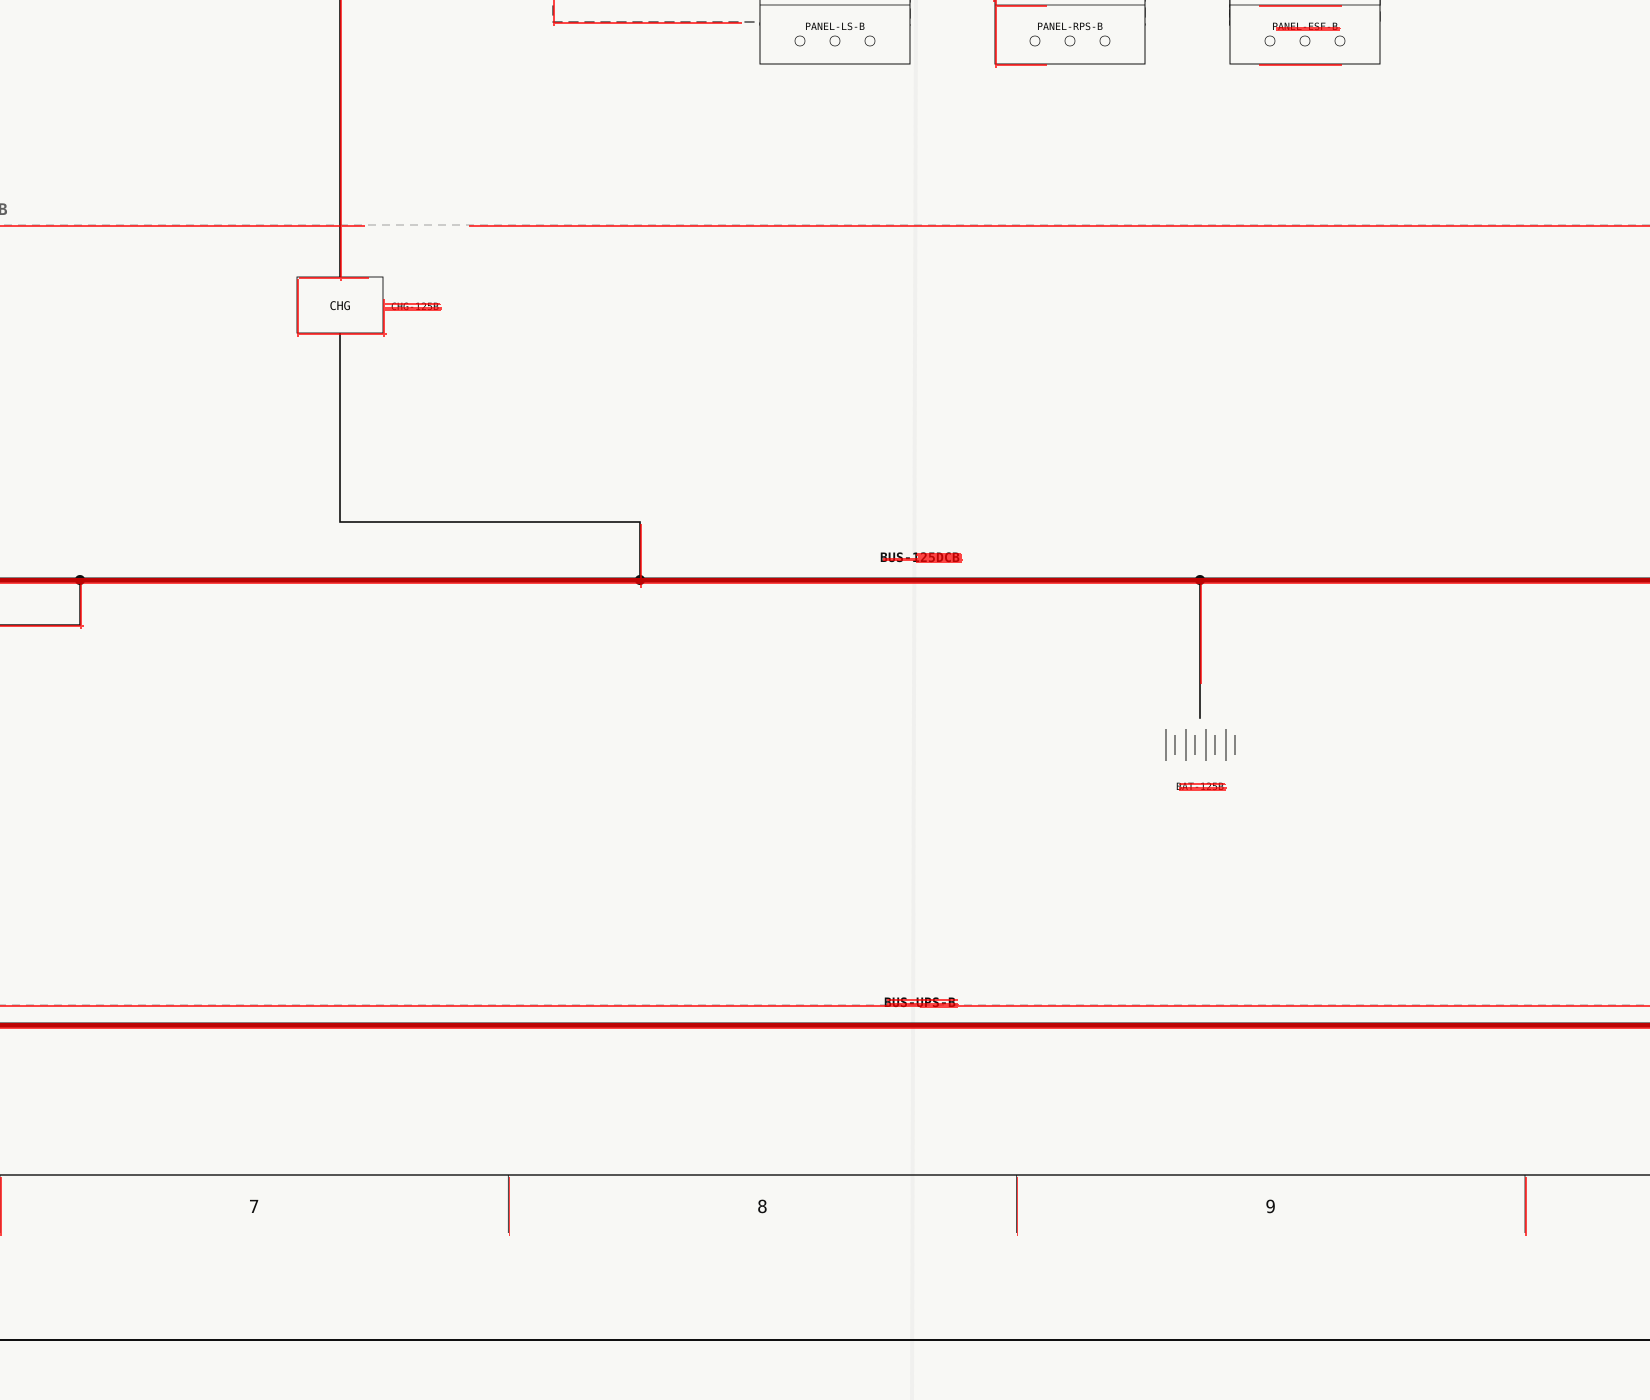 PANEL-LS-B
PANEL-RPS-B
PANEL-ESF-B
B
CHG
CHG-125B
BUS-125DCB
BAT-125B
BUS-UPS-B
7
8
9